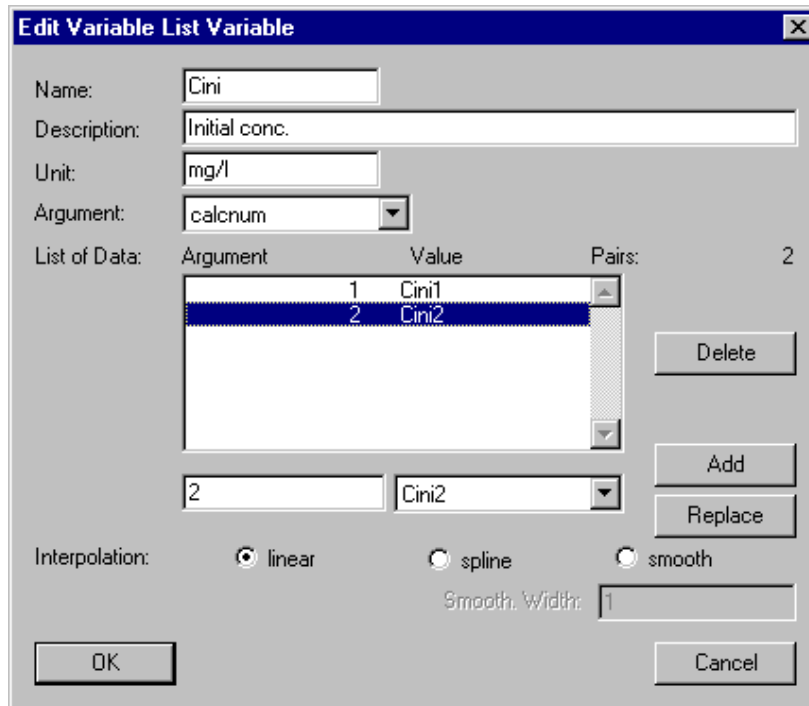 Edit Variable List Variable
Name: Cini
Description: Initial conc.
Unit: mg/l
Argument: calcnum
List of Data: Argument Value Pairs: 2
1 Cini1
2 Cini2
Delete
Add
2 Cini2
Replace
Interpolation: linear spline smooth
Smooth. Width: 1
OK Cancel